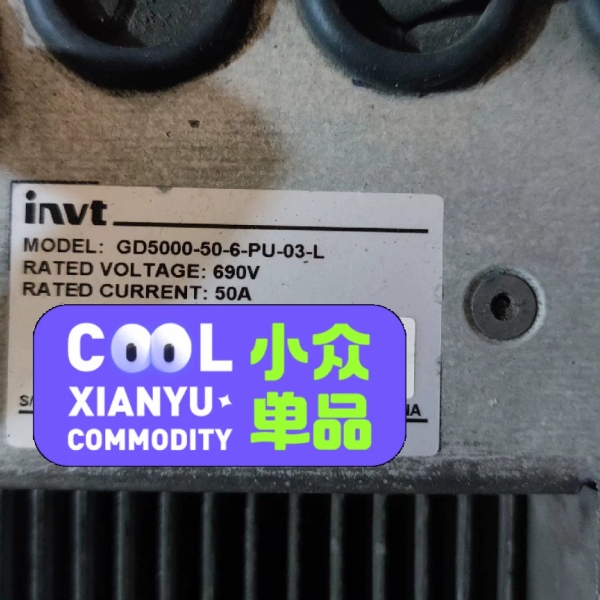 invt
MODEL: GD5000-50-6-PU-03-L
RATED VOLTAGE: 690V
RATED CURRENT: 50A
COOL
XIANYU
COMMODITY
小众
单品
S/
NA